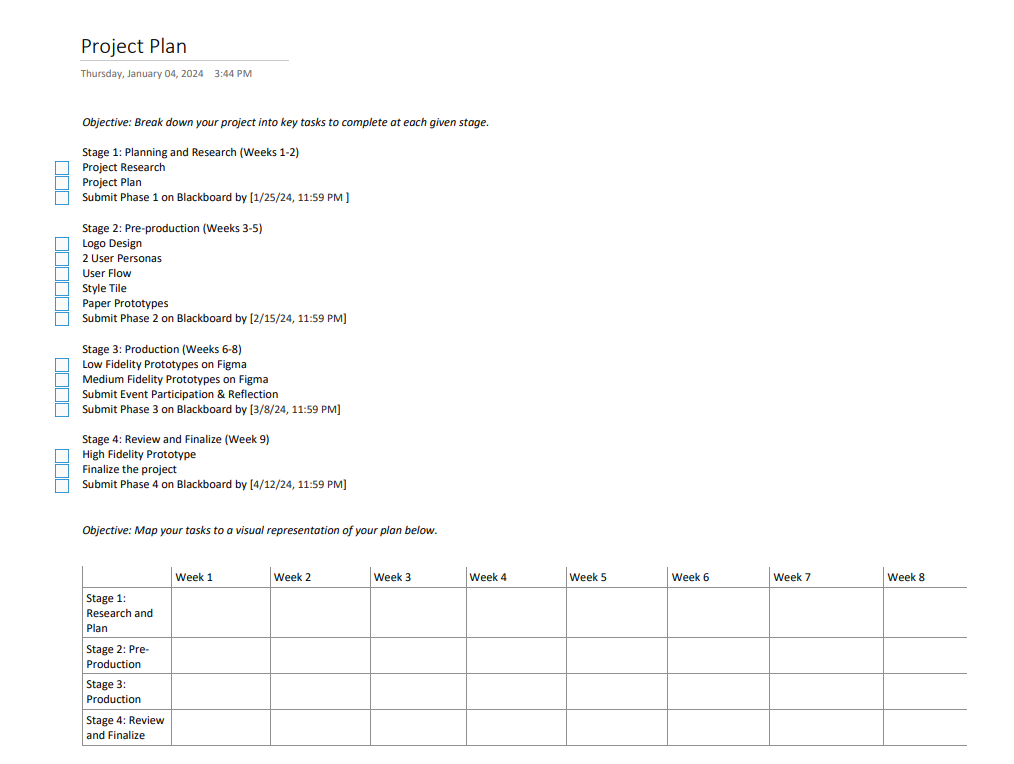 Project Plan
Thursday, January 04, 2024 3:44 PM
Objective: Break down your project into key tasks to complete at each given stage.
Stage 1: Planning and Research (Weeks 1-2)
Project Research
Project Plan
Submit Phase 1 on Blackboard by [1/25/24, 11:59 PM ]
Stage 2: Pre-production (Weeks 3-5)
Logo Design
2 User Personas
User Flow
Style Tile
Paper Prototypes
Submit Phase 2 on Blackboard by [2/15/24, 11:59 PM]
Stage 3: Production (Weeks 6-8)
Low Fidelity Prototypes on Figma
Medium Fidelity Prototypes on Figma
Submit Event Participation & Reflection
Submit Phase 3 on Blackboard by [3/8/24, 11:59 PM]
Stage 4: Review and Finalize (Week 9)
High Fidelity Prototype
Finalize the project
Submit Phase 4 on Blackboard by [4/12/24, 11:59 PM]
Objective: Map your tasks to a visual representation of your plan below.
Week 1 Week 2 Week 3 Week 4 Week 5 Week 6 Week 7 Week 8
Stage 1:
Research and
Plan
Stage 2: Pre-
Production
Stage 3:
Production
Stage 4: Review
and Finalize